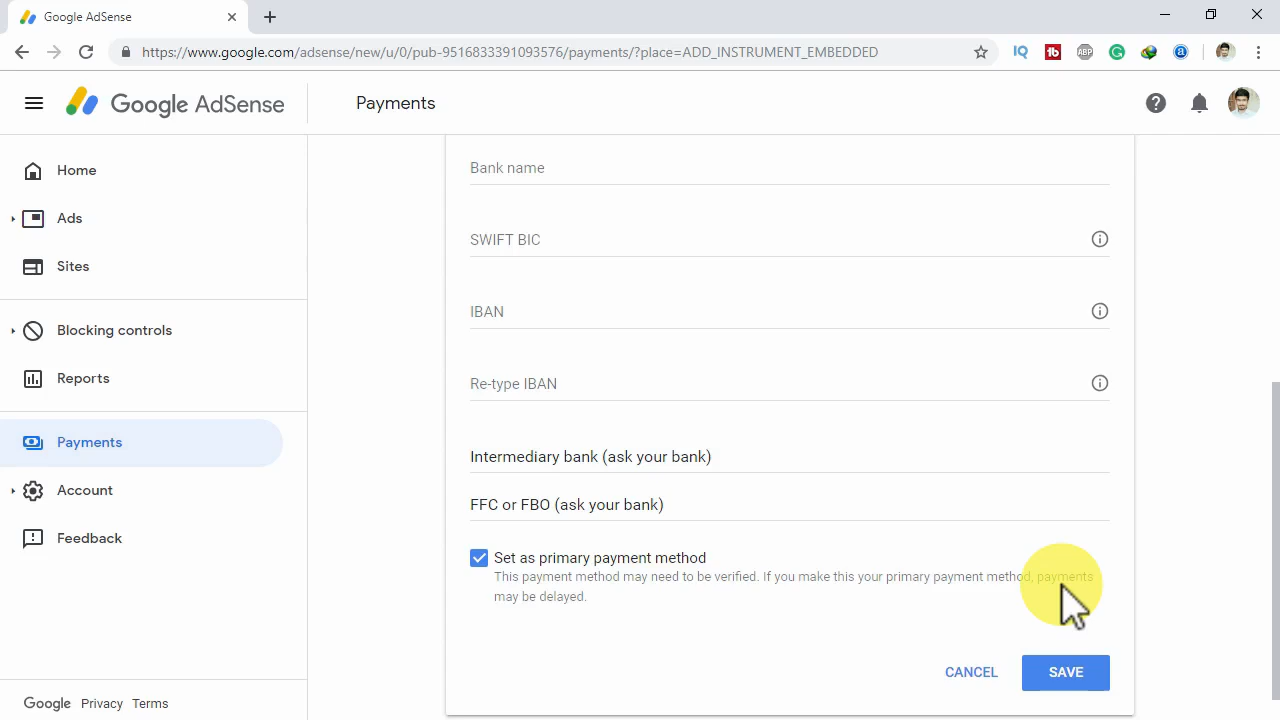 Google AdSense
https://www.google.com/adsense/new/u/0/pub-9516833391093576/payments/?place=ADD_INSTRUMENT_EMBEDDED
IQ
tb
ABP
G
a
Google AdSense
Payments
Home
Ads
Sites
Blocking controls
Reports
Payments
Account
Feedback
Google Privacy Terms
Bank name
SWIFT BIC
IBAN
Re-type IBAN
Intermediary bank (ask your bank)
FFC or FBO (ask your bank)
Set as primary payment method
This payment method may need to be verified. If you make this your primary payment method, payments
may be delayed.
CANCEL
SAVE